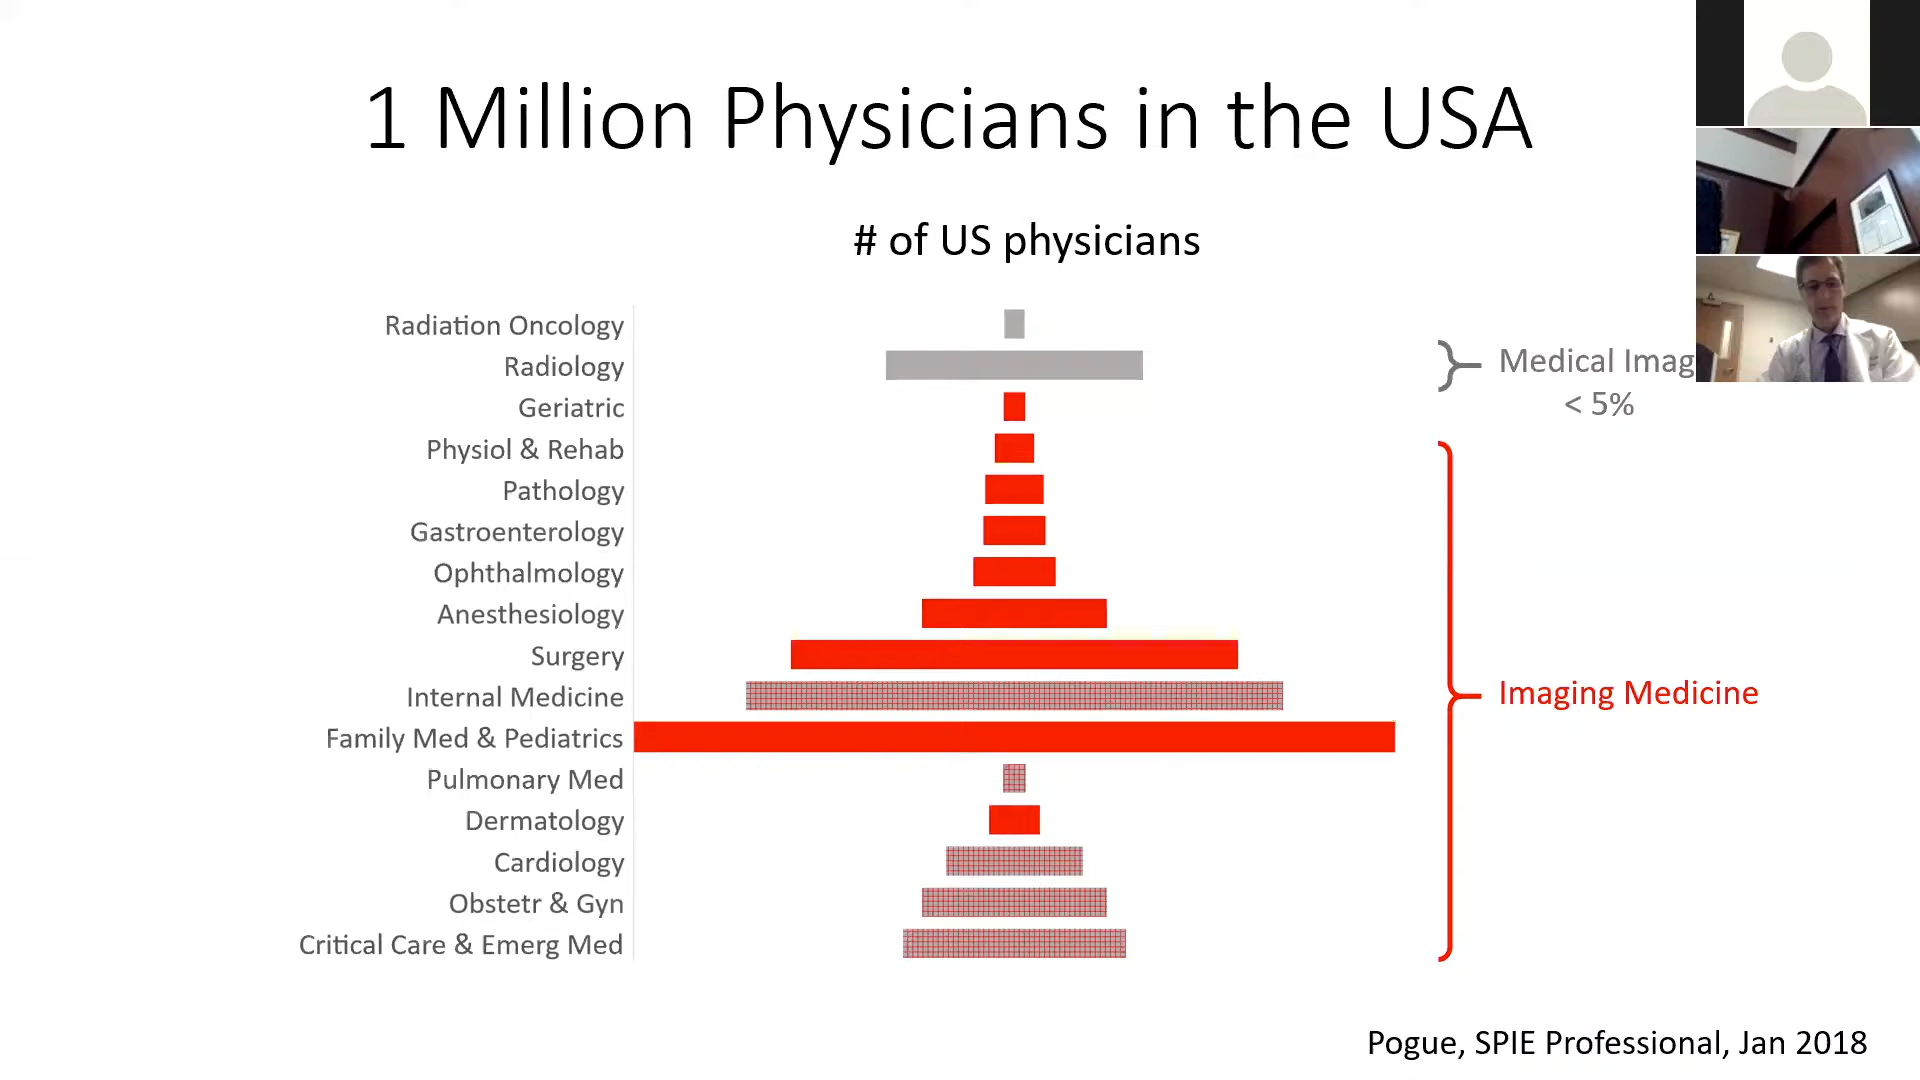 1 Million Physicians in the USA
# of US physicians
Radiation Oncology
Radiology
Geriatric
Physiol & Rehab
Pathology
Gastroenterology
Ophthalmology
Anesthesiology
Surgery
Internal Medicine
Family Med & Pediatrics
Pulmonary Med
Dermatology
Cardiology
Obstetr & Gyn
Critical Care & Emerg Med
Medical Imag
< 5%
Imaging Medicine
Pogue, SPIE Professional, Jan 2018